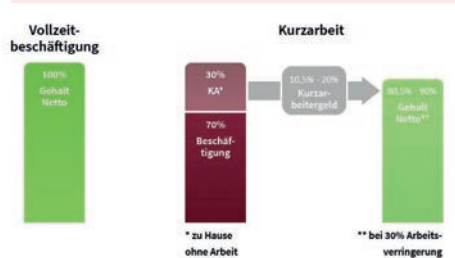 Vollzeit-
beschäftigung
Kurzarbeit
100%
Gehalt
Netto
30%
KA*
70%
Beschäf-
tigung
10,5% - 20%
Kurzar-
beitergeld
80,5% - 90%
Gehalt
Netto**
* zu Hause
ohne Arbeit
** bei 30% Arbeits-
verringerung